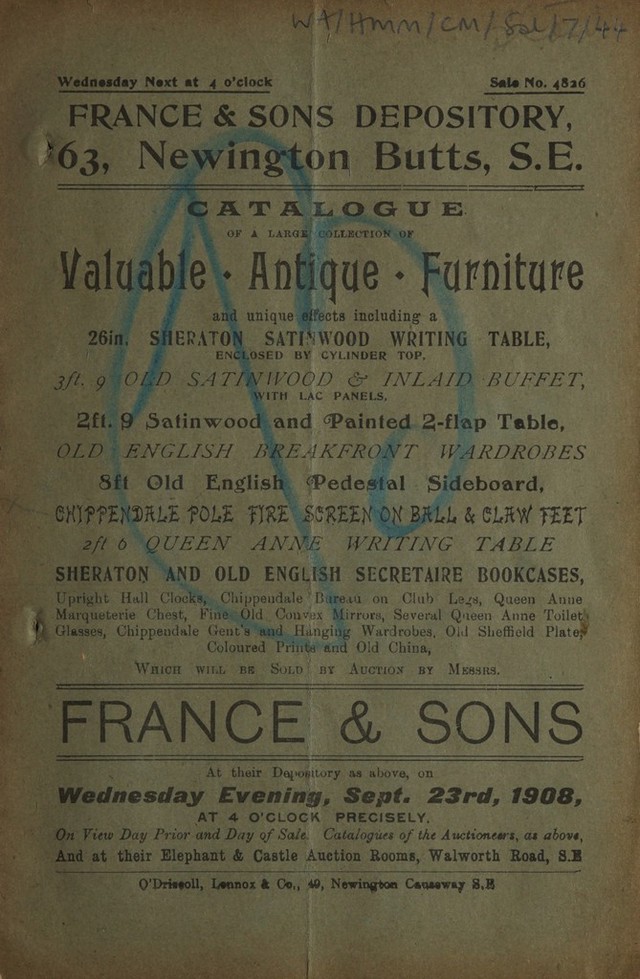 WA/HMM/CM/Sal/7/44
Wednesday Next at 4 o'clock Sale No. 4826
FRANCE & SONS DEPOSITORY,
63, Newington Butts, S.E.
CATALOGUE
OF A LARGE COLLECTION OF
Valuable · Antique · Furniture
and unique effects including a
26in. SHERATON SATINWOOD WRITING TABLE,
ENCLOSED BY CYLINDER TOP.
3ft. 9 OLD SATINWOOD & INLAID BUFFET,
WITH LAC PANELS,
2ft. 9 Satinwood and Painted 2-flap Table,
OLD ENGLISH BREAKFRONT WARDROBES
8ft Old English Pedestal Sideboard,
CHIPPENDALE POLE FIRE SCREEN ON BALL & CLAW FEET
2ft 6 QUEEN ANNE WRITING TABLE
SHERATON AND OLD ENGLISH SECRETAIRE BOOKCASES,
Upright Hall Clocks, Chippendale Bureau on Club Legs, Queen Anne
Marqueterie Chest, Fine Old Convex Mirrors, Several Queen Anne Toilet
Glasses, Chippendale Gent's and Hanging Wardrobes, Old Sheffield Plate,
Coloured Prints and Old China,
WHICH WILL BE SOLD BY AUCTION BY MESSRS.
FRANCE & SONS
At their Depository as above, on
Wednesday Evening, Sept. 23rd, 1908,
AT 4 O'CLOCK PRECISELY.
On View Day Prior and Day of Sale. Catalogues of the Auctioneers, as above,
And at their Elephant & Castle Auction Rooms, Walworth Road, S.E
O'Driscoll, Lennox & Co., 49, Newington Causeway S.E